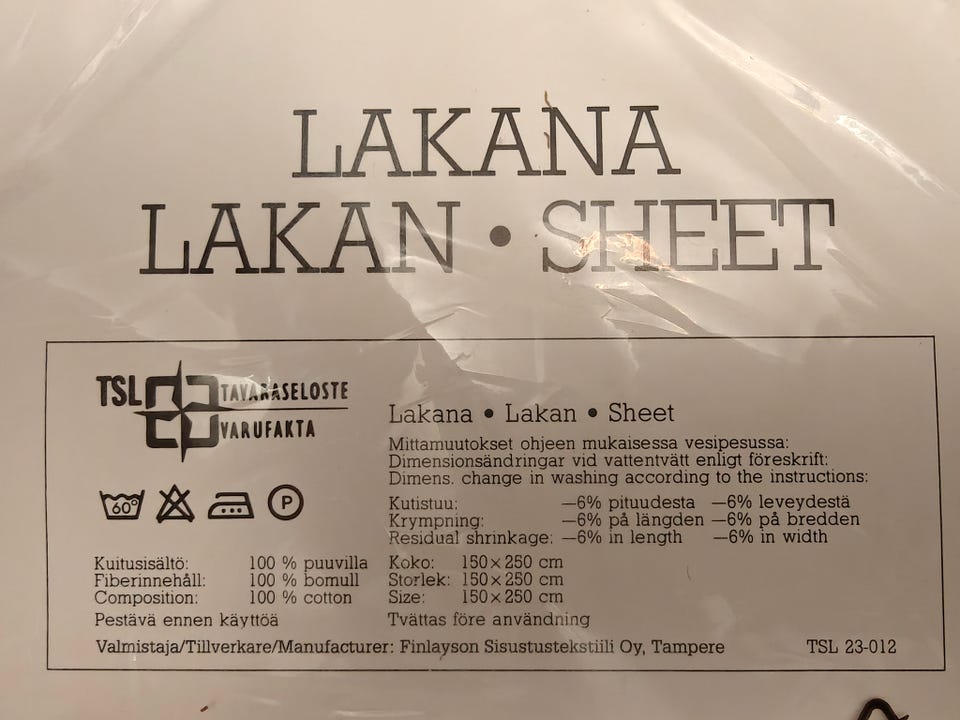 LAKANA
LAKAN • SHEET
TSL TAVARASELOSTE
VARUFAKTA
60°
P
Kuitusisältö: 100 % puuvilla
Fiberinnehåll: 100 % bomull
Composition: 100 % cotton
Pestävä ennen käyttöä
Lakana • Lakan • Sheet
Mittamuutokset ohjeen mukaisessa vesipesussa:
Dimensionsändringar vid vattentvätt enligt föreskrift:
Dimens. change in washing according to the instructions:
Kutistuu: —6% pituudesta —6% leveydestä
Krympning: —6% på längden —6% på bredden
Residual shrinkage: —6% in length —6% in width
Koko: 150×250 cm
Storlek: 150×250 cm
Size: 150×250 cm
Tvättas före användning
Valmistaja/Tillverkare/Manufacturer: Finlayson Sisustustekstiili Oy, Tampere TSL 23-012